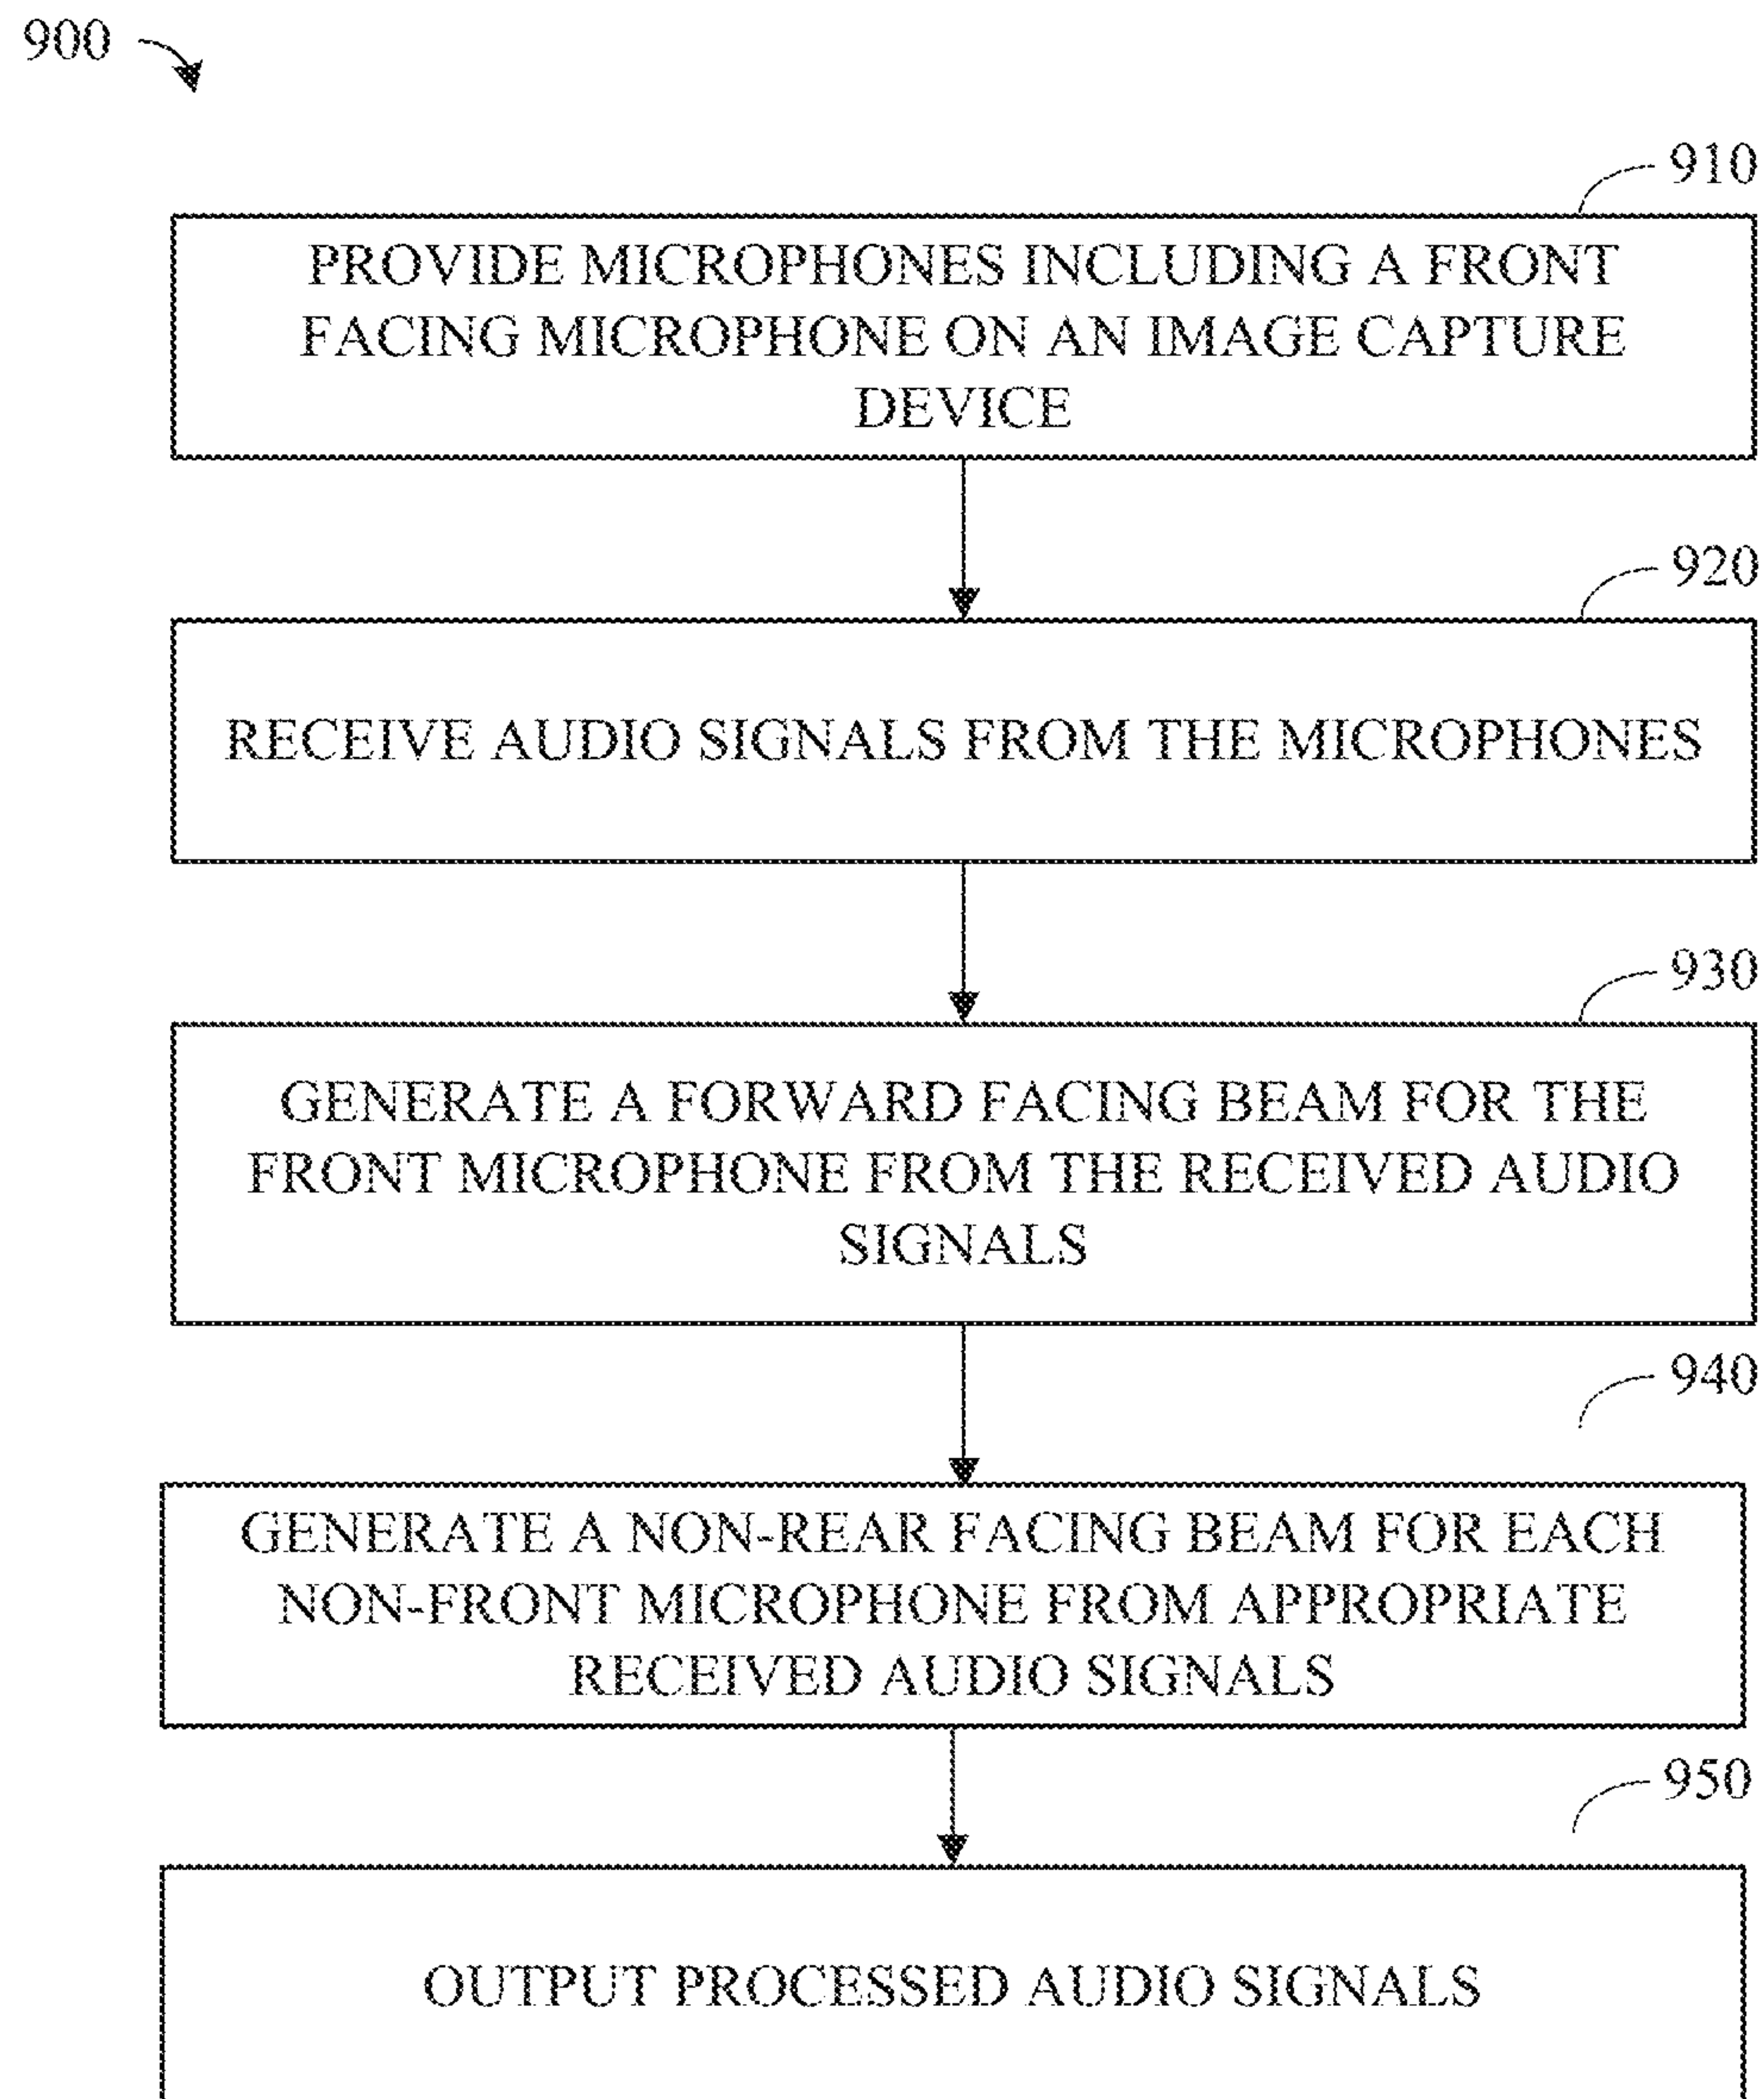 900
910
PROVIDE MICROPHONES INCLUDING A FRONT
FACING MICROPHONE ON AN IMAGE CAPTURE
DEVICE
920
RECEIVE AUDIO SIGNALS FROM THE MICROPHONES
930
GENERATE A FORWARD FACING BEAM FOR THE
FRONT MICROPHONE FROM THE RECEIVED AUDIO
SIGNALS
940
GENERATE A NON-REAR FACING BEAM FOR EACH
NON-FRONT MICROPHONE FROM APPROPRIATE
RECEIVED AUDIO SIGNALS
950
OUTPUT PROCESSED AUDIO SIGNALS